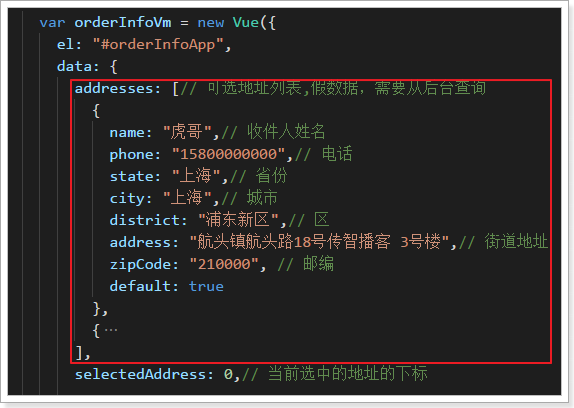 var orderInfoVm = new Vue({
el: "#orderInfoApp",
data: {
addresses: [// 可选地址列表,假数据，需要从后台查询
{
name: "虎哥",// 收件人姓名
phone: "15800000000",// 电话
state: "上海",// 省份
city: "上海",// 城市
district: "浦东新区",// 区
address: "航头镇航头路18号传智播客 3号楼",// 街道地址
zipCode: "210000", // 邮编
default: true
},
{…
],
selectedAddress: 0,// 当前选中的地址的下标